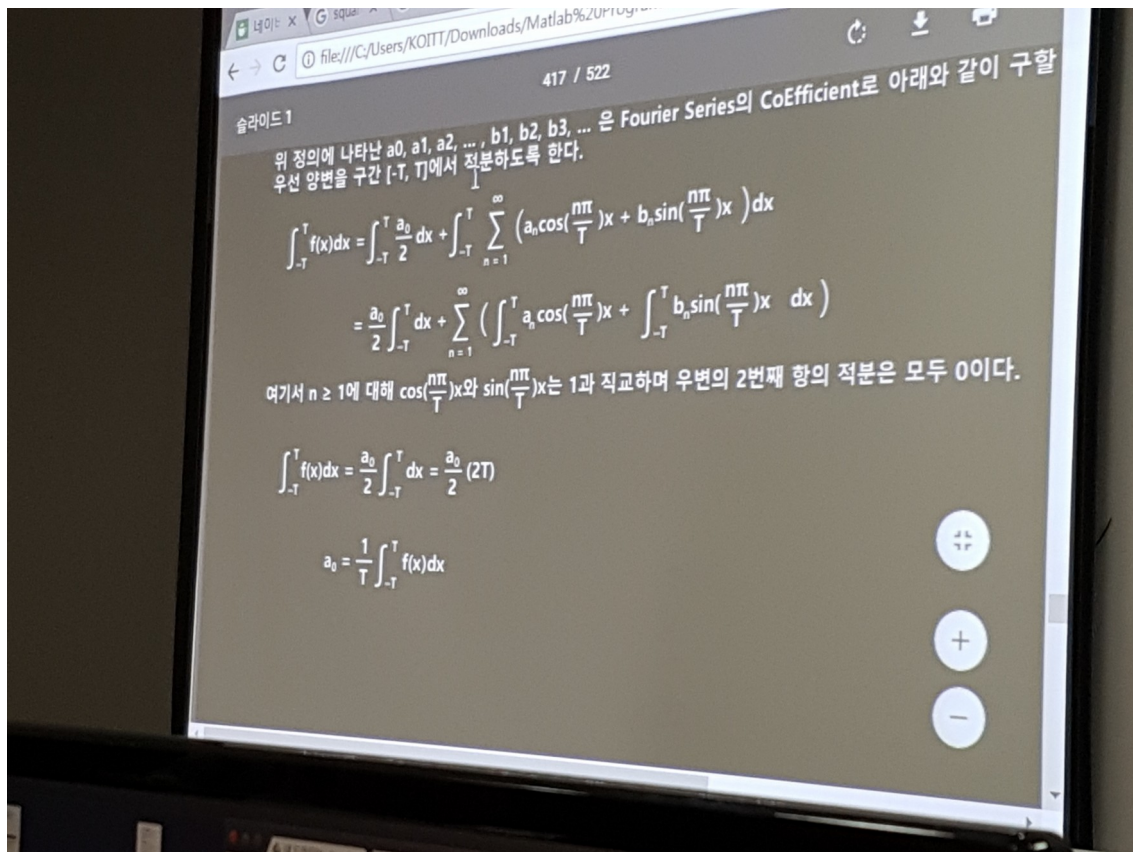 네이버 × G squa ×
file:///C:/Users/KOITT/Downloads/Matlab%20Progra
417 / 522
슬라이드 1
위 정의에 나타난 a0, a1, a2, ... , b1, b2, b3, ... 은 Fourier Series의 CoEfficient로 아래와 같이 구할
우선 양변을 구간 [-T, T]에서 적분하도록 한다.
∫_{-T}^{T} f(x)dx = ∫_{-T}^{T} a₀/2 dx + ∫_{-T}^{T} ∑_{n = 1}^{∞} (aₙcos(nπ/T)x + bₙsin(nπ/T)x )dx
= a₀/2 ∫_{-T}^{T} dx + ∑_{n = 1}^{∞} (∫_{-T}^{T} aₙcos(nπ/T)x + ∫_{-T}^{T} bₙsin(nπ/T)x dx )
여기서 n ≥ 1에 대해 cos(nπ/T)x와 sin(nπ/T)x는 1과 직교하며 우변의 2번째 항의 적분은 모두 0이다.
∫_{-T}^{T} f(x)dx = a₀/2 ∫_{-T}^{T} dx = a₀/2 (2T)
a₀ = 1/T ∫_{-T}^{T} f(x)dx